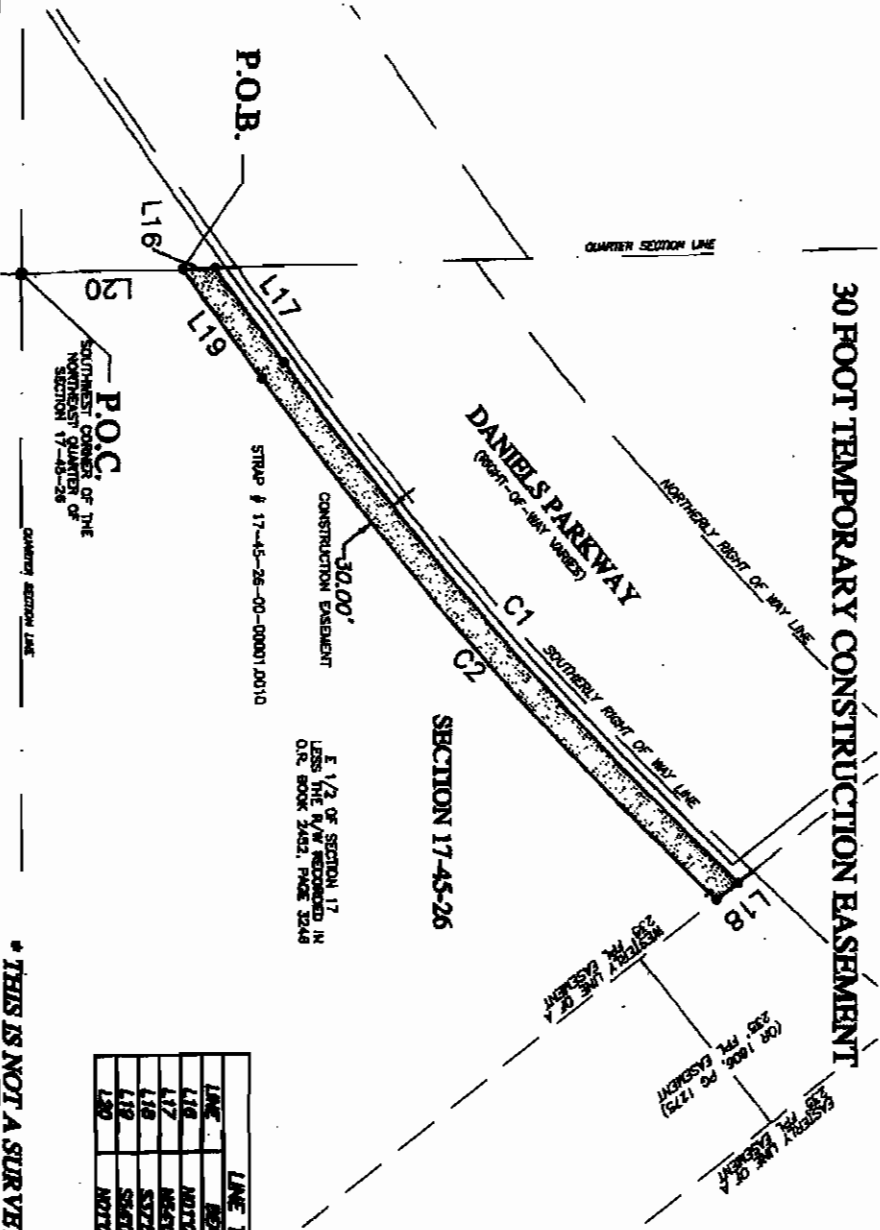 30 FOOT TEMPORARY CONSTRUCTION EASEMENT
QUARTER SECTION LINE
P.O.B.
L16
L17
L19
L20
P.O.C.
SOUTHWEST CORNER OF THE
NORTHEAST QUARTER OF
SECTION 17-45-26
QUARTER SECTION LINE
DANIELS PARKWAY
(RIGHT-OF-WAY VARIES)
NORTHERLY RIGHT OF WAY LINE
SOUTHERLY RIGHT OF WAY LINE
C1
C2
L18
30.00'
CONSTRUCTION EASEMENT
STRAP # 17-45-26-00-00001.0010
SECTION 17-45-26
E 1/2 OF SECTION 17
LESS THE R/W RECORDED IN
O.R. BOOK 2452, PAGE 3248
WESTERLY LINE OF A
235' FPL
EASEMENT
235' FPL EASEMENT
(OR 1606, PG 1275)
EASTERLY LINE OF A
235' FPL
EASEMENT
LINE
LINE
L16
L17
L18
L19
L20
* THIS IS NOT A SURVE